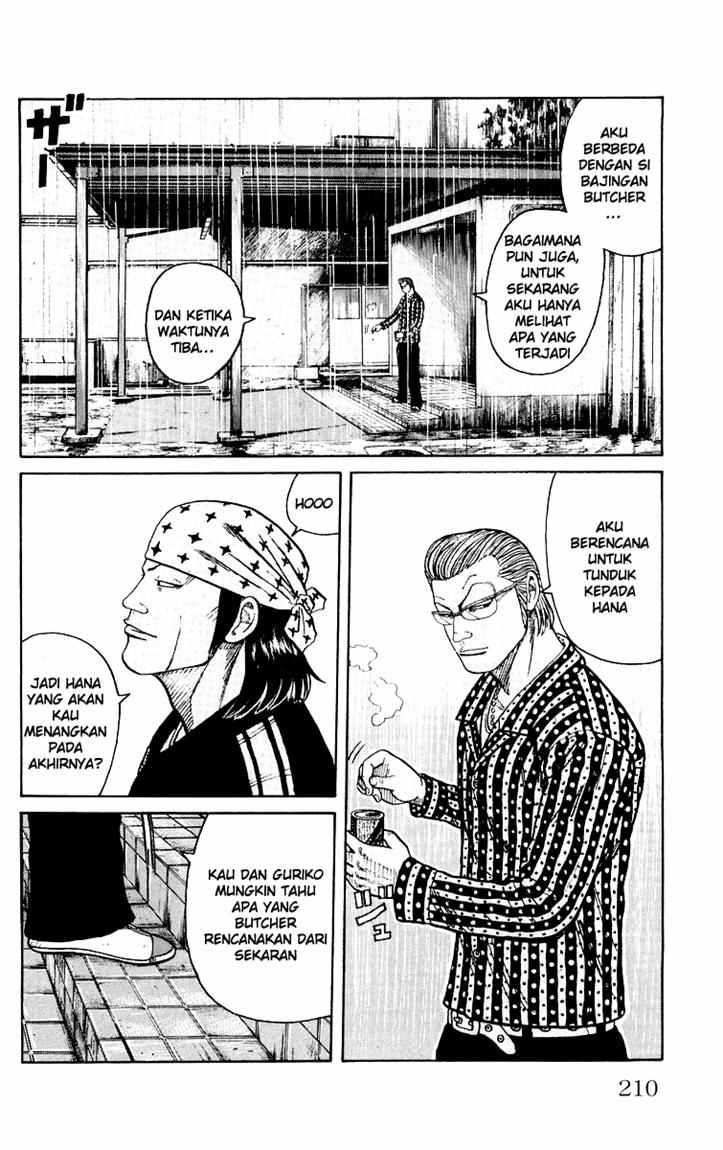 ザー
AKU
BERBEDA
DENGAN SI
BAJINGAN
BUTCHER
...
BAGAIMANA
PUN JUGA,
UNTUK
SEKARANG
AKU HANYA
MELIHAT
APA YANG
TERJADI
DAN KETIKA
WAKTUNYA
TIBA...
AKU
BERENCANA
UNTUK
TUNDUK
KEPADA
HANA
ジュ
HOOO
JADI HANA
YANG AKAN
KAU
MENANGKAN
PADA
AKHIRNYA?
KAU DAN GURIKO
MUNGKIN TAHU
APA YANG
BUTCHER
RENCANAKAN DARI
SEKARAN
210